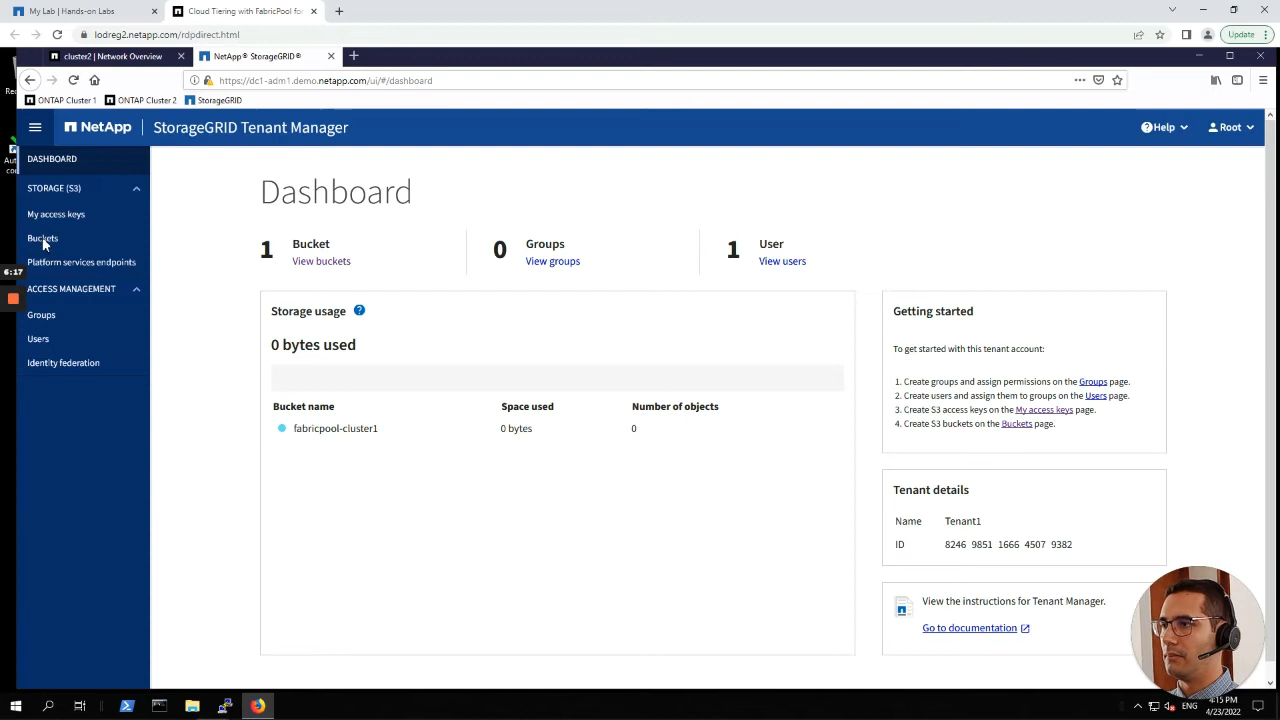 My Lab | Hands-on Labs
Cloud Tiering with FabricPool for
lodreg2.netapp.com/rdpdirect.html
Update
cluster2 | Network Overview
NetApp® StorageGRID®
https://dc1-adm1.demo.netapp.com/ui/#/dashboard
ONTAP Cluster 1
ONTAP Cluster 2
StorageGRID
NetApp
StorageGRID Tenant Manager
Help
Root
DASHBOARD
STORAGE (S3)
My access keys
Buckets
Platform services endpoints
6:17
ACCESS MANAGEMENT
Groups
Users
Identity federation
Dashboard
1 Bucket
View buckets
0 Groups
View groups
1 User
View users
Storage usage
0 bytes used
Bucket name Space used Number of objects
fabricpool-cluster1 0 bytes 0
Getting started
To get started with this tenant account:
1. Create groups and assign permissions on the Groups page.
2. Create users and assign them to groups on the Users page.
3. Create S3 access keys on the My access keys page.
4. Create S3 buckets on the Buckets page.
Tenant details
Name Tenant1
ID 8246 9851 1666 4507 9382
View the instructions for Tenant Manager.
Go to documentation
ENG
4:15 PM
4/23/2022